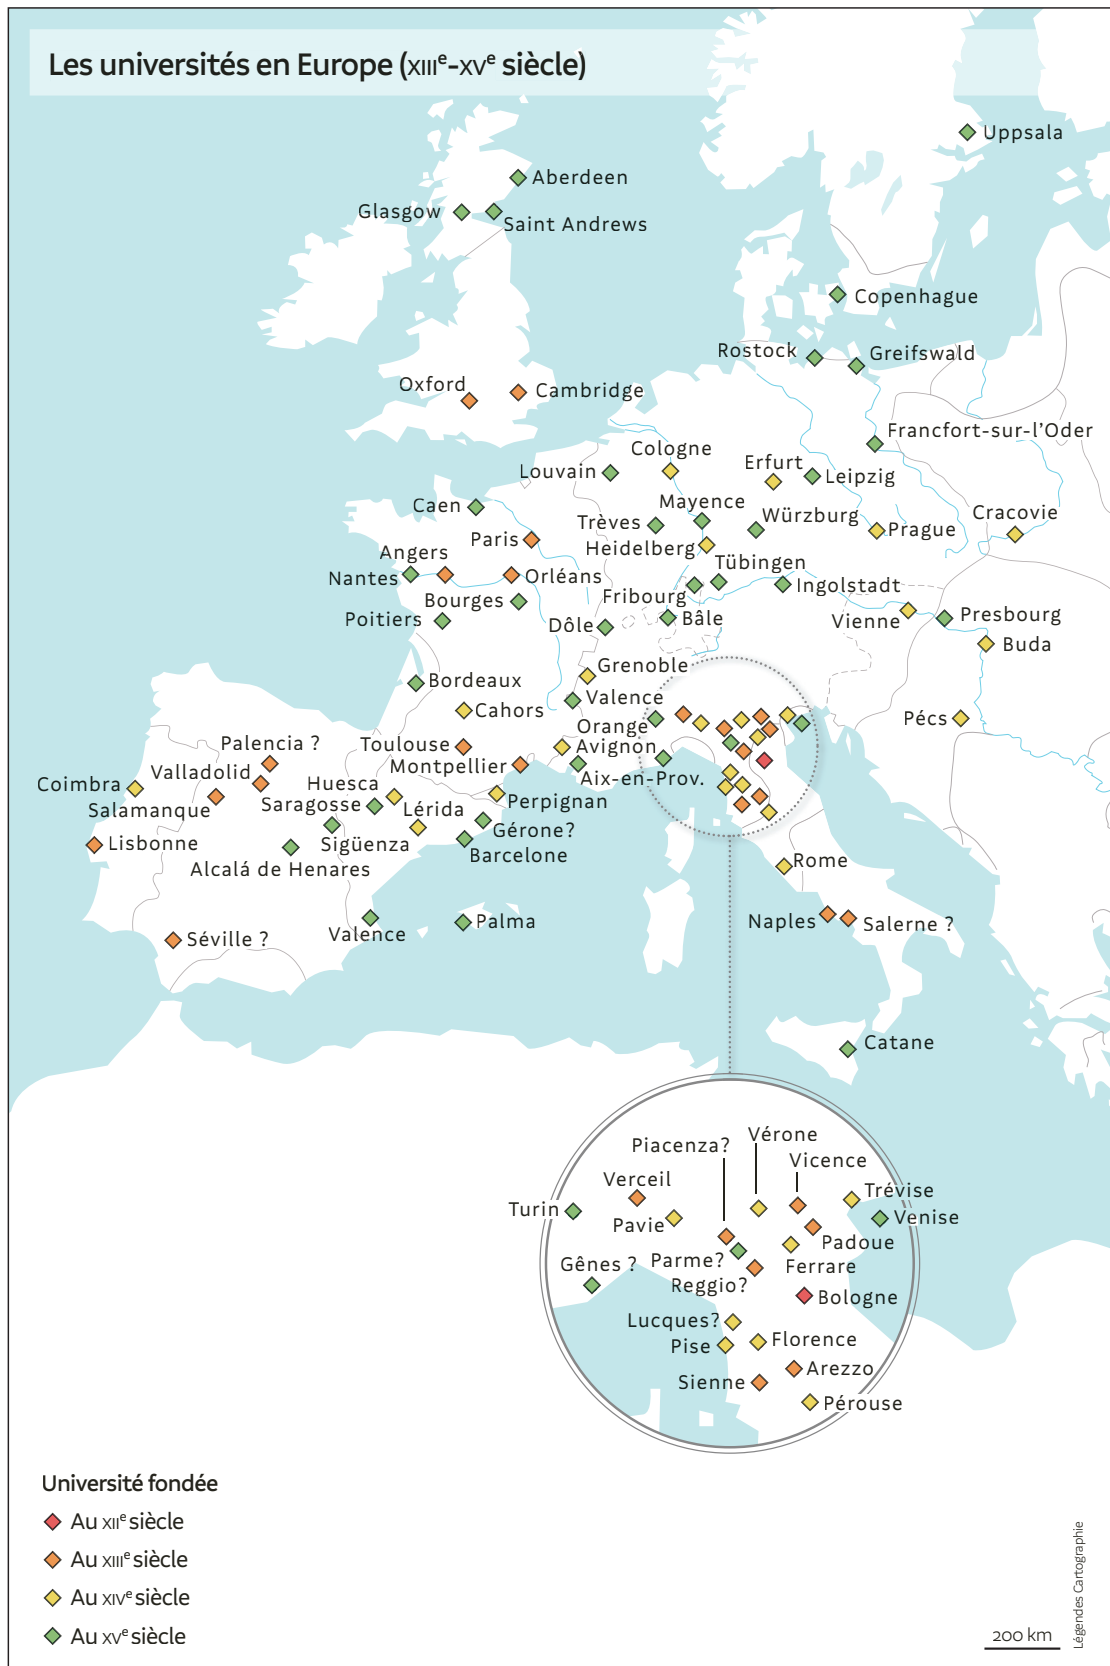 Les universités en Europe (XIIIe-XVe siècle)
Uppsala
Aberdeen
Glasgow
Saint Andrews
Copenhague
Rostock
Greifswald
Oxford
Cambridge
Francfort-sur-l'Oder
Cologne
Erfurt
Louvain
Leipzig
Caen
Mayence
Würzburg
Cracovie
Trèves
Prague
Paris
Heidelberg
Angers
Tübingen
Nantes
Orléans
Ingolstadt
Bourges
Fribourg
Poitiers
Dôle
Bâle
Vienne
Presbourg
Buda
Grenoble
Bordeaux
Valence
Cahors
Orange
Pécs
Palencia ?
Toulouse
Avignon
Valladolid
Montpellier
Coimbra
Huesca
Aix-en-Prov.
Salamanque
Saragosse
Lérida
Perpignan
Lisbonne
Sigüenza
Gérone?
Alcalá de Henares
Barcelone
Rome
Séville ?
Valence
Palma
Naples
Salerne ?
Catane
Piacenza?
Vérone
Vicence
Verceil
Trévise
Turin
Pavie
Venise
Padoue
Gênes ?
Parme?
Ferrare
Reggio?
Bologne
Lucques?
Pise
Florence
Sienne
Arezzo
Pérouse
Université fondée
Au XIIe siècle
Au XIIIe siècle
Au XIVe siècle
Au XVe siècle
200 km
Légendes Cartographie